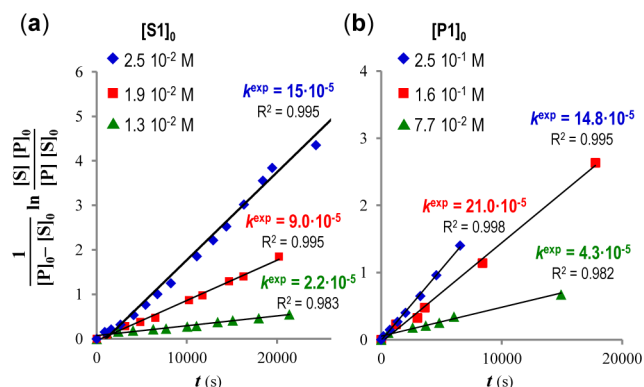 (a)
[S1]₀
2.5 10⁻² M
1.9 10⁻² M
1.3 10⁻² M
kᵉˣᵖ = 15·10⁻⁵
R² = 0.995
kᵉˣᵖ = 9.0·10⁻⁵
R² = 0.995
kᵉˣᵖ = 2.2·10⁻⁵
R² = 0.983
1 [S] [P]₀
ln
[P]₀− [S]₀ [P] [S]₀
6
5
4
3
2
1
0
0 10000 20000
t (s)
(b)
[P1]₀
2.5 10⁻¹ M
1.6 10⁻¹ M
7.7 10⁻² M
kᵉˣᵖ = 14.8·10⁻⁵
R² = 0.995
kᵉˣᵖ = 21.0·10⁻⁵
R² = 0.998
kᵉˣᵖ = 4.3·10⁻⁵
R² = 0.982
4
2
0
0 10000 20000
t (s)